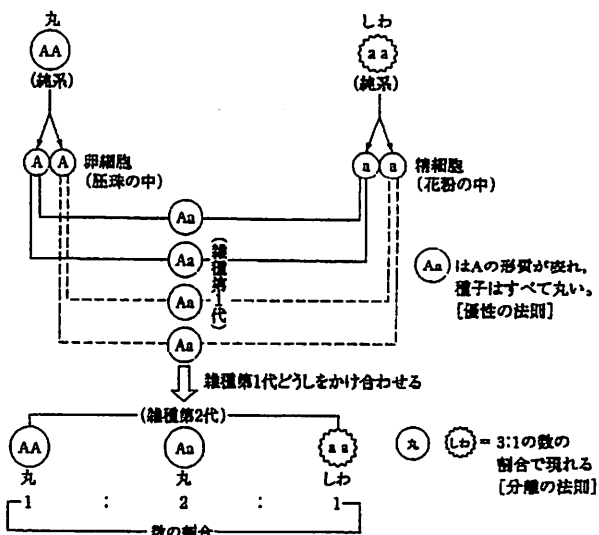 丸
しわ
AA
aa
(純系)
(純系)
A A 卵細胞
(胚珠の中)
a a 精細胞
(花粉の中)
Aa
Aa
(雑種第一代)
Aa
Aa
Aa はAの形質が表れ,
種子はすべて丸い。
[優性の法則]
雑種第1代どうしをかけ合わせる
(雑種第2代)
AA Aa aa
丸 丸 しわ
1 : 2 : 1
数の割合
丸 しわ = 3:1の数の
割合で現れる
[分離の法則]